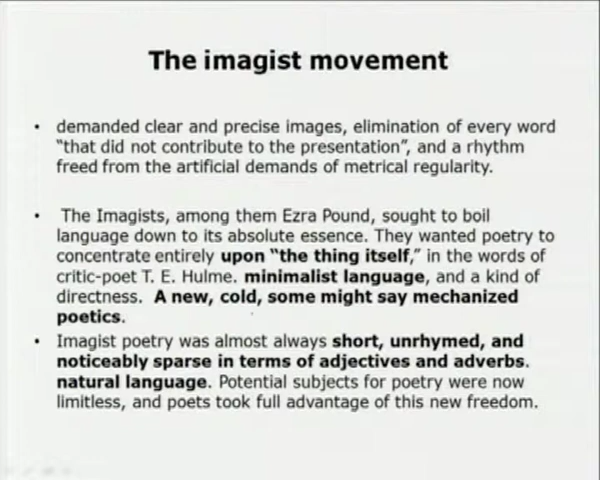 The imagist movement
• demanded clear and precise images, elimination of every word
"that did not contribute to the presentation", and a rhythm
freed from the artificial demands of metrical regularity.
• The Imagists, among them Ezra Pound, sought to boil
language down to its absolute essence. They wanted poetry to
concentrate entirely upon "the thing itself," in the words of
critic-poet T. E. Hulme. minimalist language, and a kind of
directness. A new, cold, some might say mechanized
poetics.
• Imagist poetry was almost always short, unrhymed, and
noticeably sparse in terms of adjectives and adverbs.
natural language. Potential subjects for poetry were now
limitless, and poets took full advantage of this new freedom.